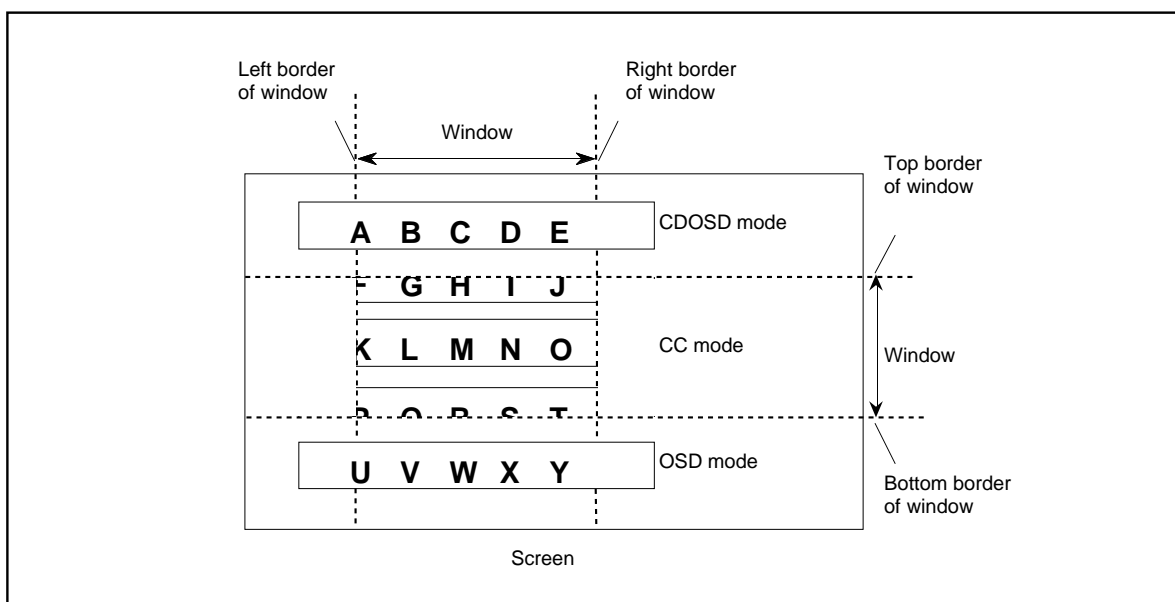 Left border
of window
Right border
of window
Window
Top border
of window
A B C D E
CDOSD mode
F G H I J
K L M N O
CC mode
Window
P Q R S T
U V W X Y
OSD mode
Bottom border
of window
Screen